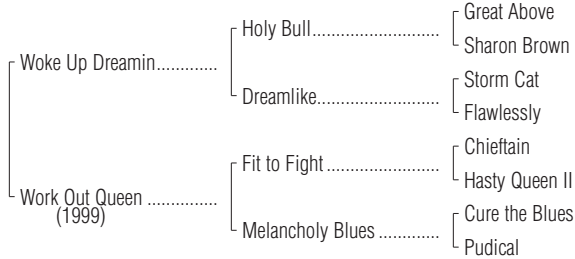 Great Above
Holy Bull....................................
Sharon Brown
Woke Up Dreamin.............
Storm Cat
Dreamlike...................................
Flawlessly
Chieftain
Fit to Fight ................................
Hasty Queen II
Work Out Queen ...............
(1999)
Cure the Blues
Melancholy Blues ..............
Pudical